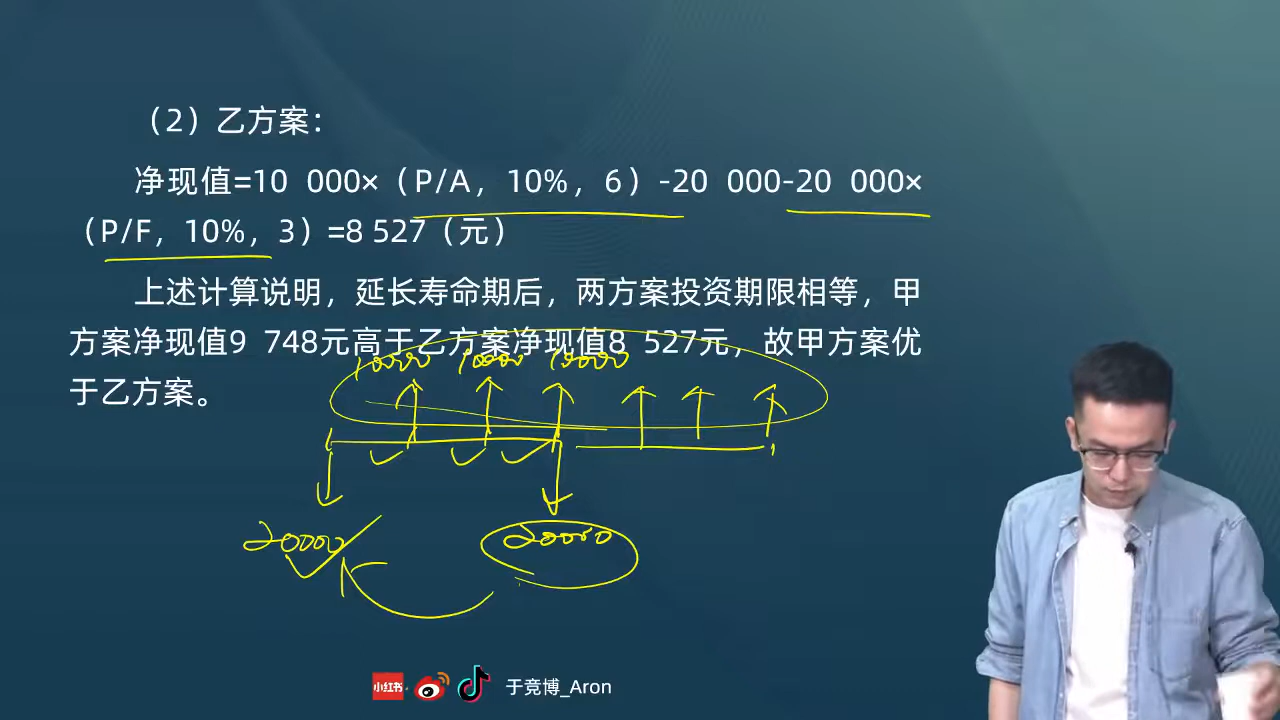 （2）乙方案：
净现值=10 000×（P/A，10%，6）-20 000-20 000×
（P/F，10%，3）=8 527（元）
上述计算说明，延长寿命期后，两方案投资期限相等，甲
方案净现值9 748元高于乙方案净现值8 527元，故甲方案优
于乙方案。
10000 10000 10000
20000 20000
小红书 于竞博_Aron